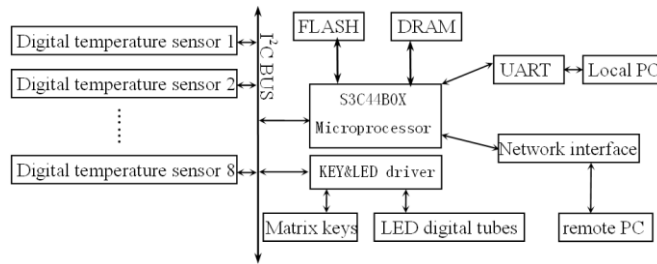 Digital temperature sensor 1
Digital temperature sensor 2
......
Digital temperature sensor 8
I²C BUS
FLASH
DRAM
S3C44B0X
Microprocessor
UART
Local PC
Network interface
remote PC
KEY&LED driver
Matrix keys
LED digital tubes